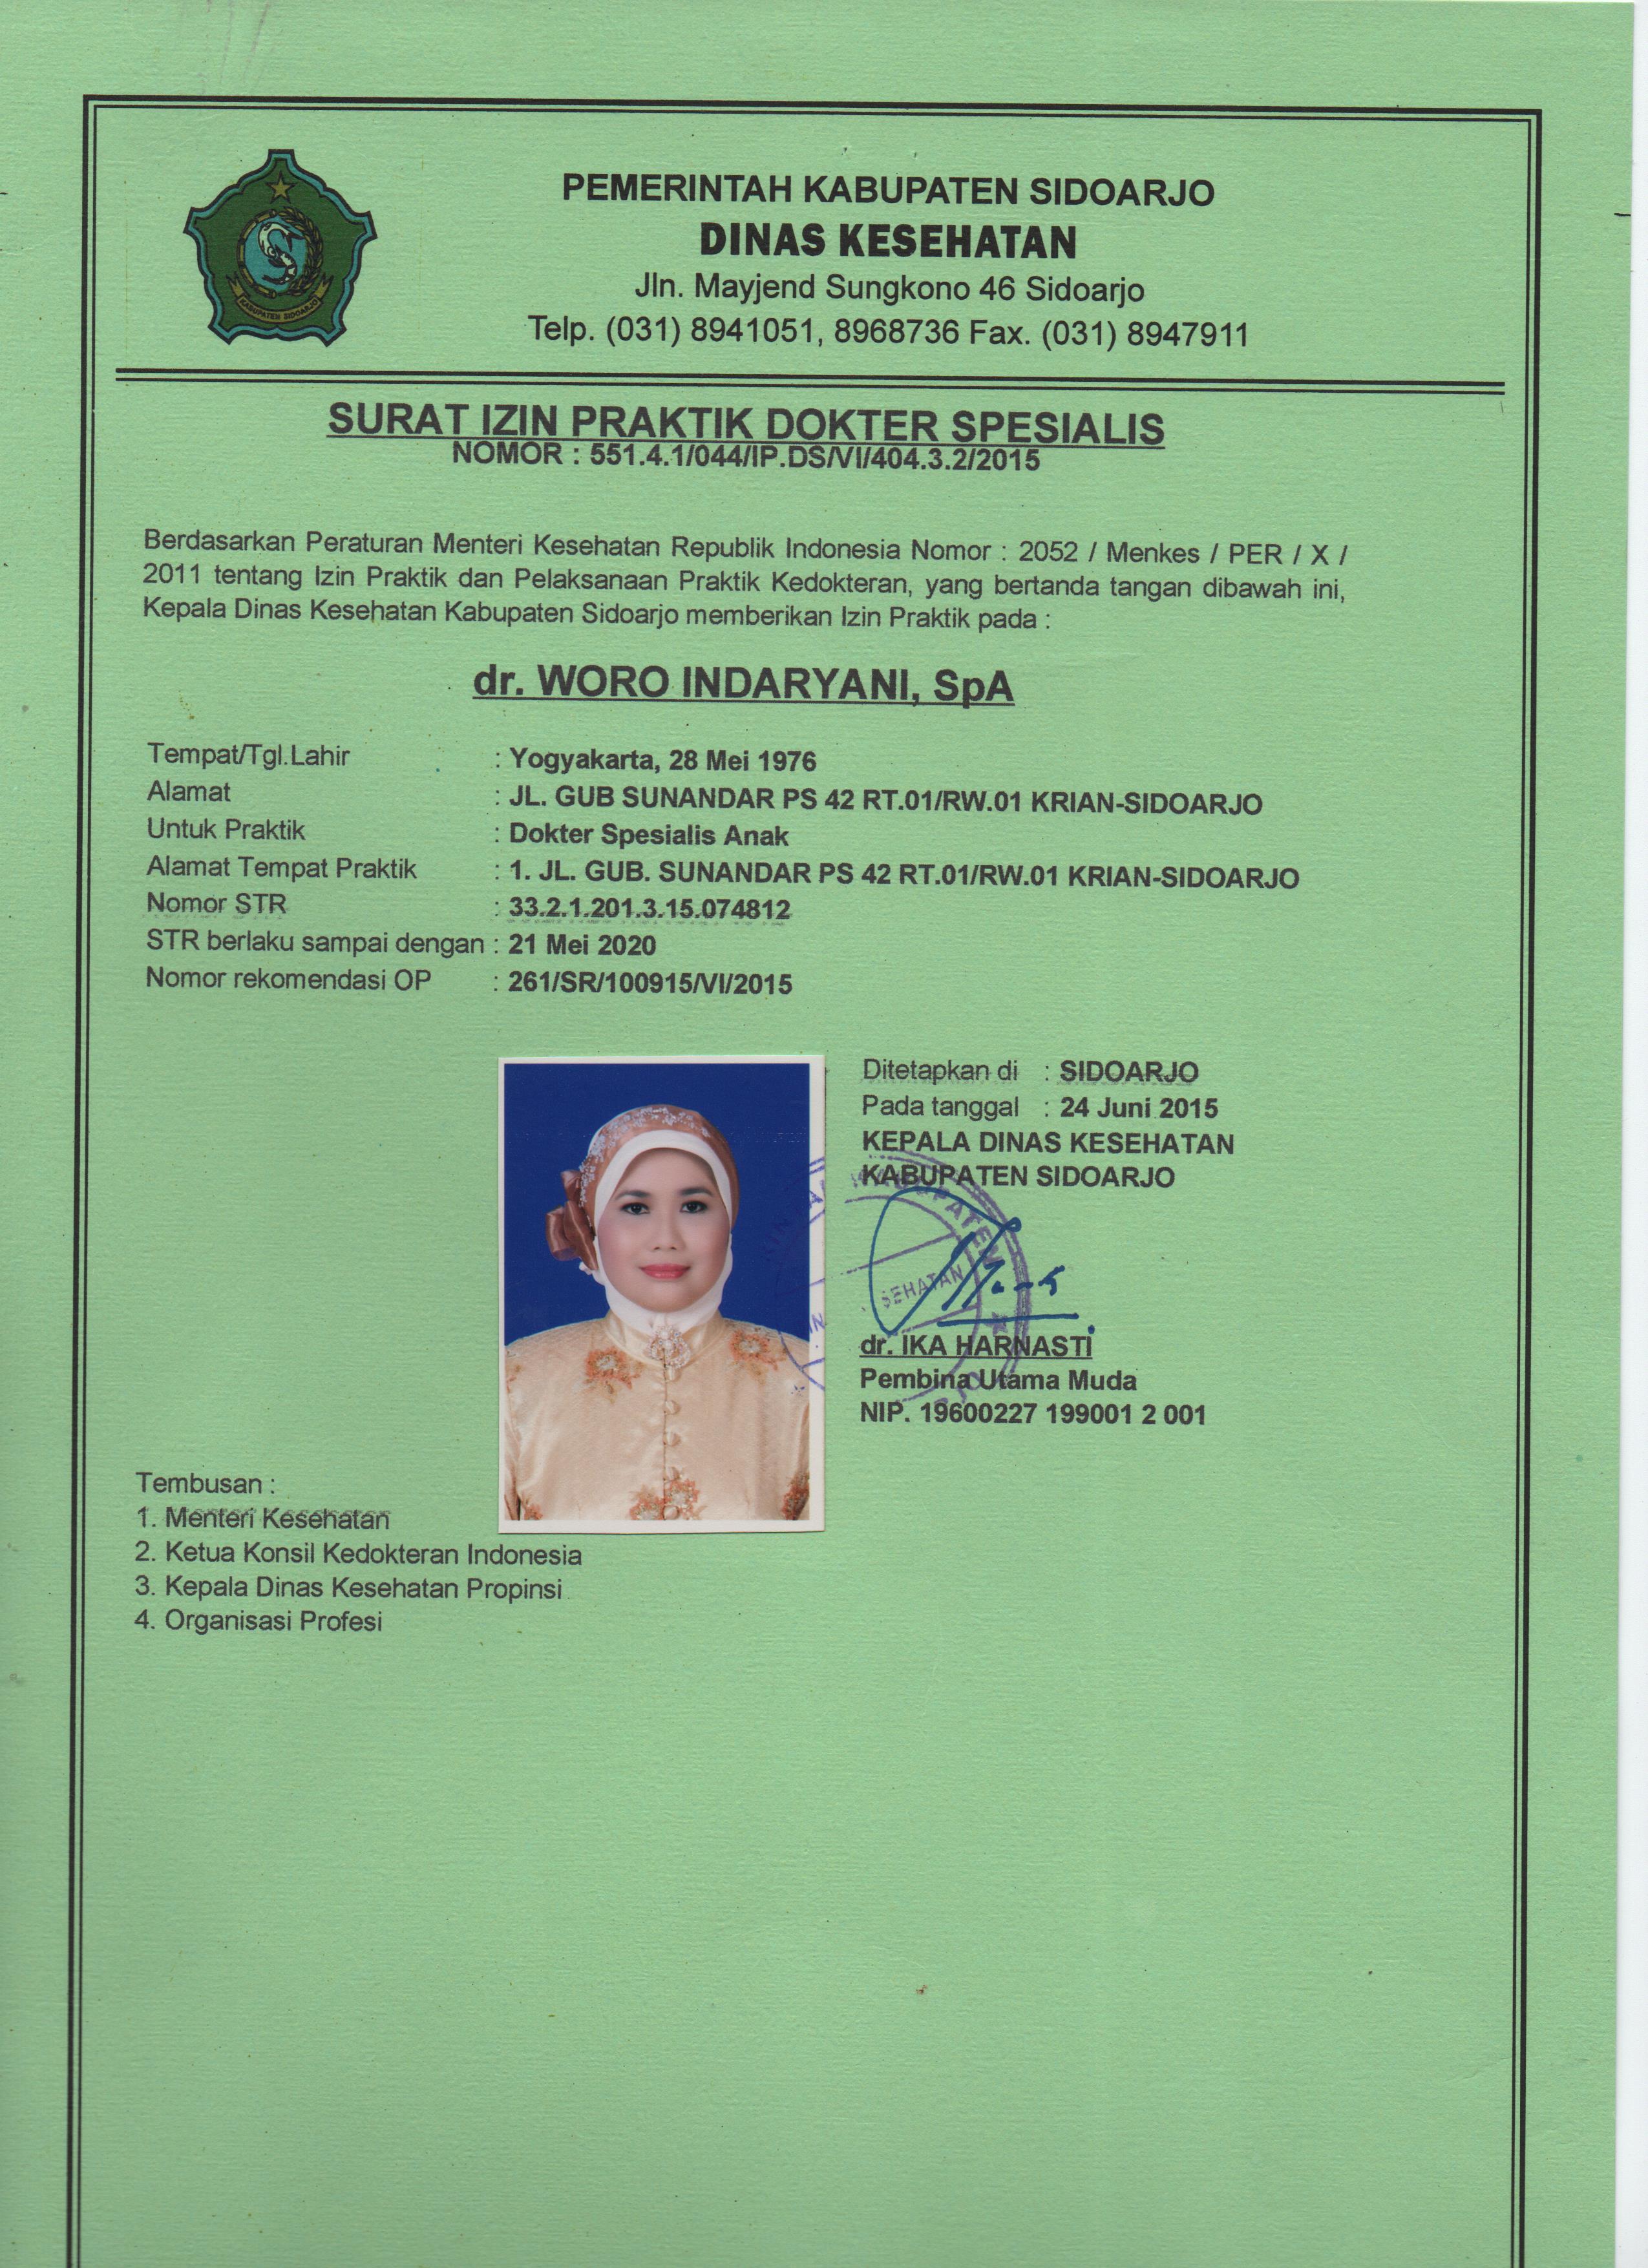 PEMERINTAH KABUPATEN SIDOARJO
DINAS KESEHATAN
Jln. Mayjend Sungkono 46 Sidoarjo
Telp. (031) 8941051, 8968736 Fax. (031) 8947911
KABUPATEN SIDOARJO
SURAT IZIN PRAKTIK DOKTER SPESIALIS
NOMOR : 551.4.1/044/IP.DS/VI/404.3.2/2015
Berdasarkan Peraturan Menteri Kesehatan Republik Indonesia Nomor : 2052 / Menkes / PER / X /
2011 tentang Izin Praktik dan Pelaksanaan Praktik Kedokteran, yang bertanda tangan dibawah ini,
Kepala Dinas Kesehatan Kabupaten Sidoarjo memberikan Izin Praktik pada :
dr. WORO INDARYANI, SpA
Tempat/Tgl.Lahir : Yogyakarta, 28 Mei 1976
Alamat : JL. GUB SUNANDAR PS 42 RT.01/RW.01 KRIAN-SIDOARJO
Untuk Praktik : Dokter Spesialis Anak
Alamat Tempat Praktik : 1. JL. GUB. SUNANDAR PS 42 RT.01/RW.01 KRIAN-SIDOARJO
Nomor STR : 33.2.1.201.3.15.074812
STR berlaku sampai dengan : 21 Mei 2020
Nomor rekomendasi OP : 261/SR/100915/VI/2015
Ditetapkan di : SIDOARJO
Pada tanggal : 24 Juni 2015
KEPALA DINAS KESEHATAN
KABUPATEN SIDOARJO
dr. IKA HARNASTI
Pembina Utama Muda
NIP. 19600227 199001 2 001
Tembusan :
1. Menteri Kesehatan
2. Ketua Konsil Kedokteran Indonesia
3. Kepala Dinas Kesehatan Propinsi
4. Organisasi Profesi